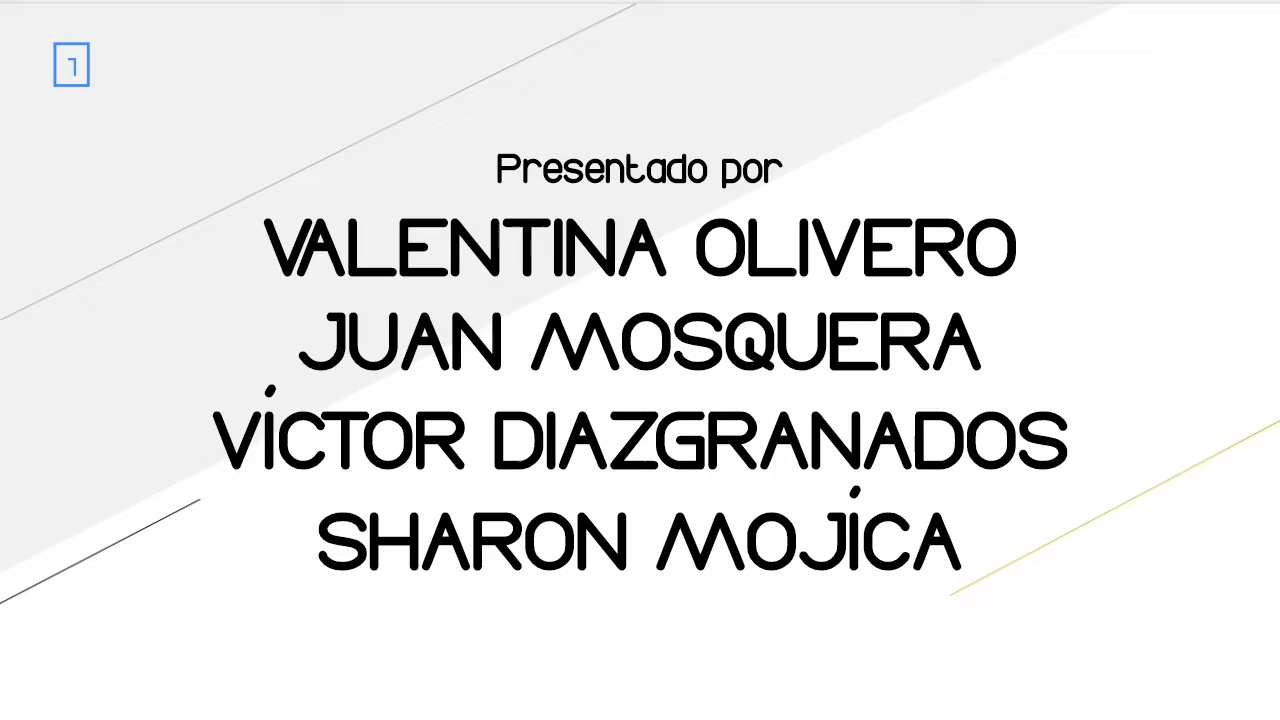 1
Presentado por
VALENTINA OLIVERO
JUAN MOSQUERA
VÍCTOR DIAZGRANADOS
SHARON MOJÍCA